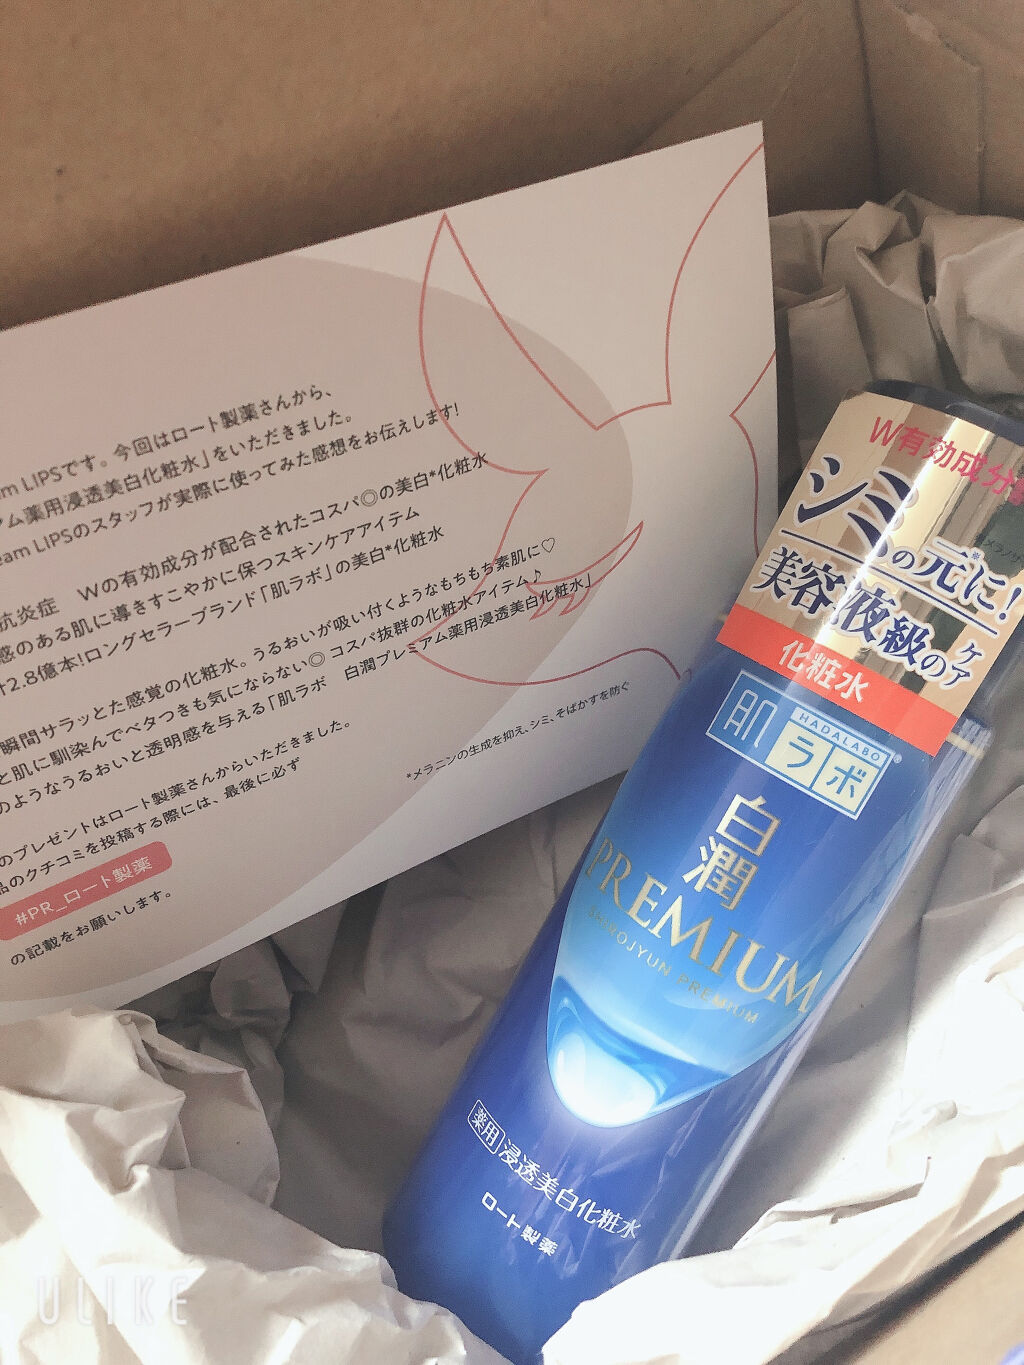 am LIPSです。今回はロート製薬さんから、
アム薬用浸透美白化粧水」をいただきました。
eam LIPSのスタッフが実際に使ってみた感想をお伝えします!
抗炎症 Wの有効成分が配合されたコスパ◎の美白*化粧水
感のある肌に導きすこやかに保つスキンケアアイテム
計2.8億本!ロングセラーブランド「肌ラボ」の美白*化粧水
瞬間サラッとた感覚の化粧水。うるおいが吸い付くようなもちもち素肌に♡
と肌に馴染んでベタつきも気にならない◎ コスパ抜群の化粧水アイテム♪
のようなうるおいと透明感を与える「肌ラボ 白潤プレミアム薬用浸透美白化粧水」
*メラニンの生成を抑え、シミ、そばかすを防ぐ
のプレゼントはロート製薬さんからいただきました。
品のクチコミを投稿する際には、最後に必ず
#PR_ロート製薬
の記載をお願いします。
W有効成分
シミの元に!
美容液級のケア
化粧水
肌ラボ
HADALABO
白潤
PREMIUM
SHIROJYUN PREMIUM
薬用 浸透美白化粧水
ロート製薬
ULIKE